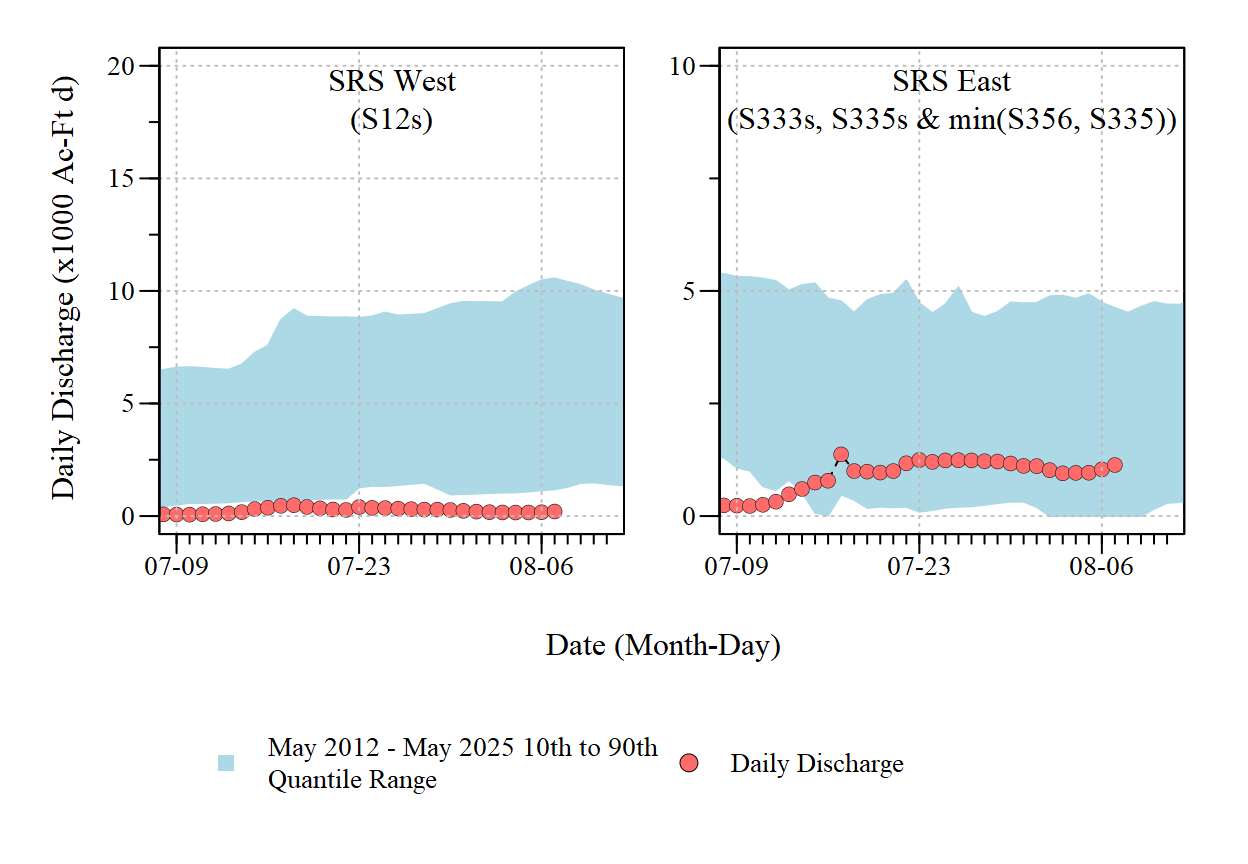 SRS West
(S12s)
SRS East
(S333s, S335s & min(S356, S335))
Daily Discharge (x1000 Ac-Ft d)
20
15
10
5
0
10
5
0
07-09
07-23
08-06
07-09
07-23
08-06
Date (Month-Day)
May 2012 - May 2025 10th to 90th
Quantile Range
Daily Discharge